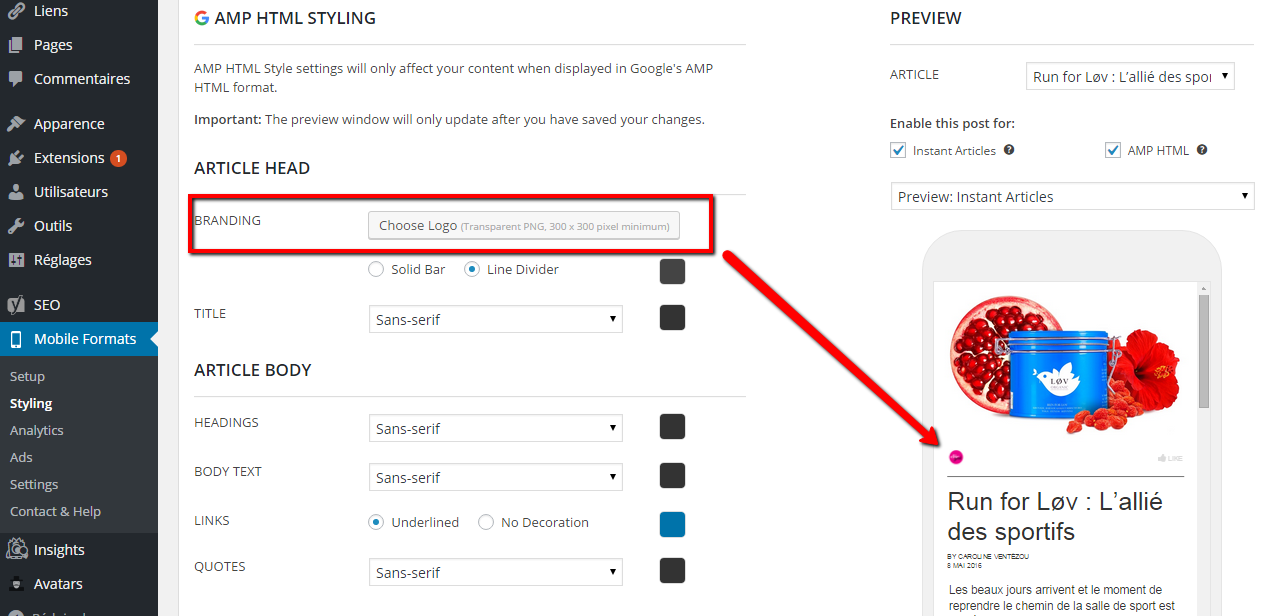 Liens
Pages
Commentaires
Apparence
Extensions 1
Utilisateurs
Outils
Réglages
SEO
Mobile Formats
Setup
Styling
Analytics
Ads
Settings
Contact & Help
Insights
Avatars
AMP HTML STYLING
AMP HTML Style settings will only affect your content when displayed in Google's AMP
HTML format.
Important: The preview window will only update after you have saved your changes.
ARTICLE HEAD
BRANDING
Choose Logo (Transparent PNG, 300 x 300 pixel minimum)
Solid Bar Line Divider
TITLE Sans-serif
ARTICLE BODY
HEADINGS Sans-serif
BODY TEXT Sans-serif
LINKS Underlined No Decoration
QUOTES Sans-serif
PREVIEW
ARTICLE Run for Løv : L'allié des spor
Enable this post for:
Instant Articles AMP HTML
Preview: Instant Articles
LØV
LIKE
Run for Løv : L'allié
des sportifs
BY CAROLINE VENTEZOU
8 MAI 2016
Les beaux jours arrivent et le moment de
reprendre le chemin de la salle de sport est